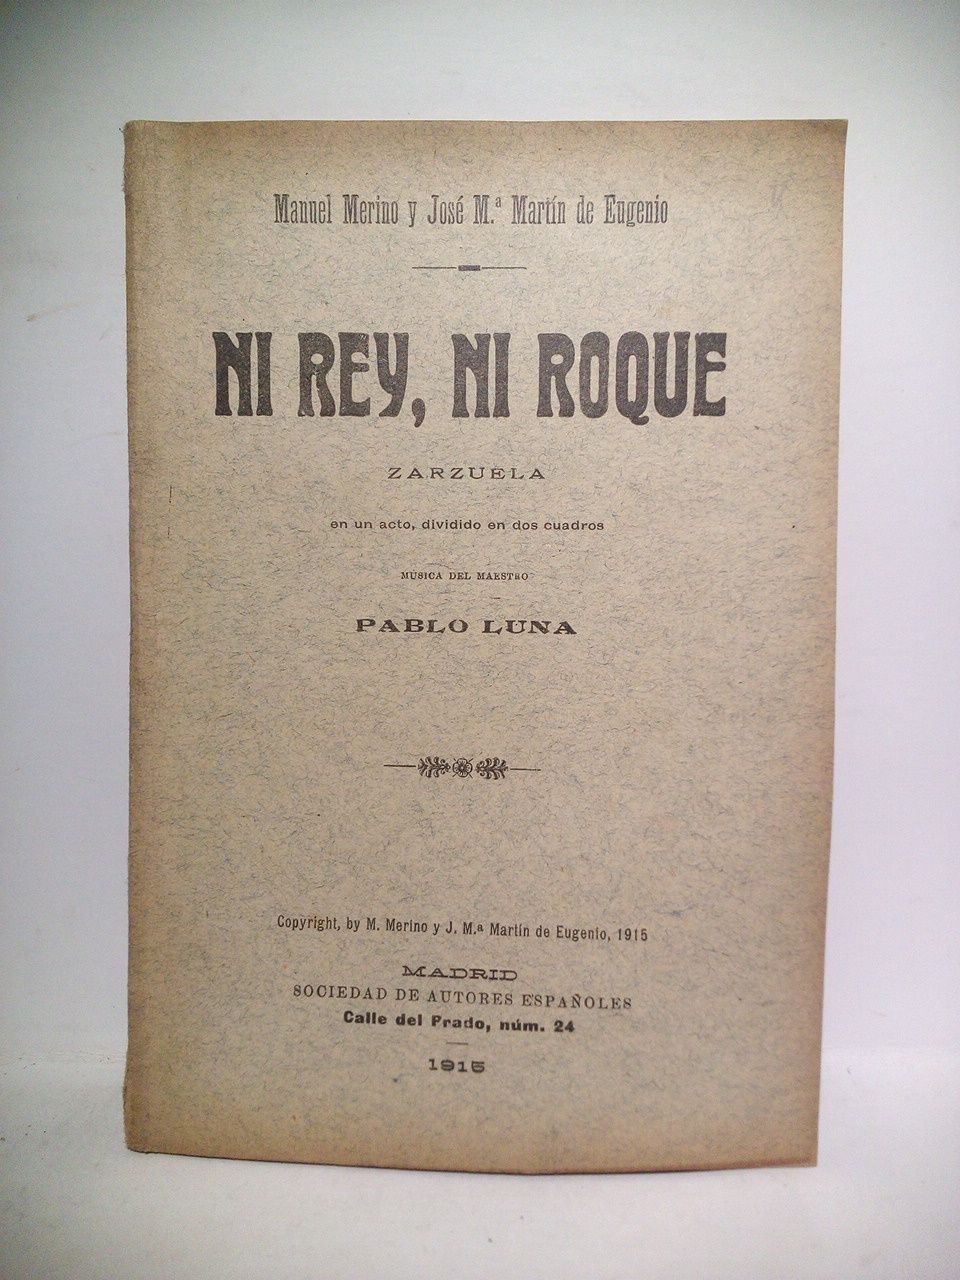 Manuel Merino y José M.ª Martín de Eugenio
NI REY, NI ROQUE
ZARZUELA
en un acto, dividido en dos cuadros
MÚSICA DEL MAESTRO
PABLO LUNA
Copyright, by M. Merino y J. M.ª Martín de Eugenio, 1915
MADRID
SOCIEDAD DE AUTORES ESPAÑOLES
Calle del Prado, núm. 24
1915